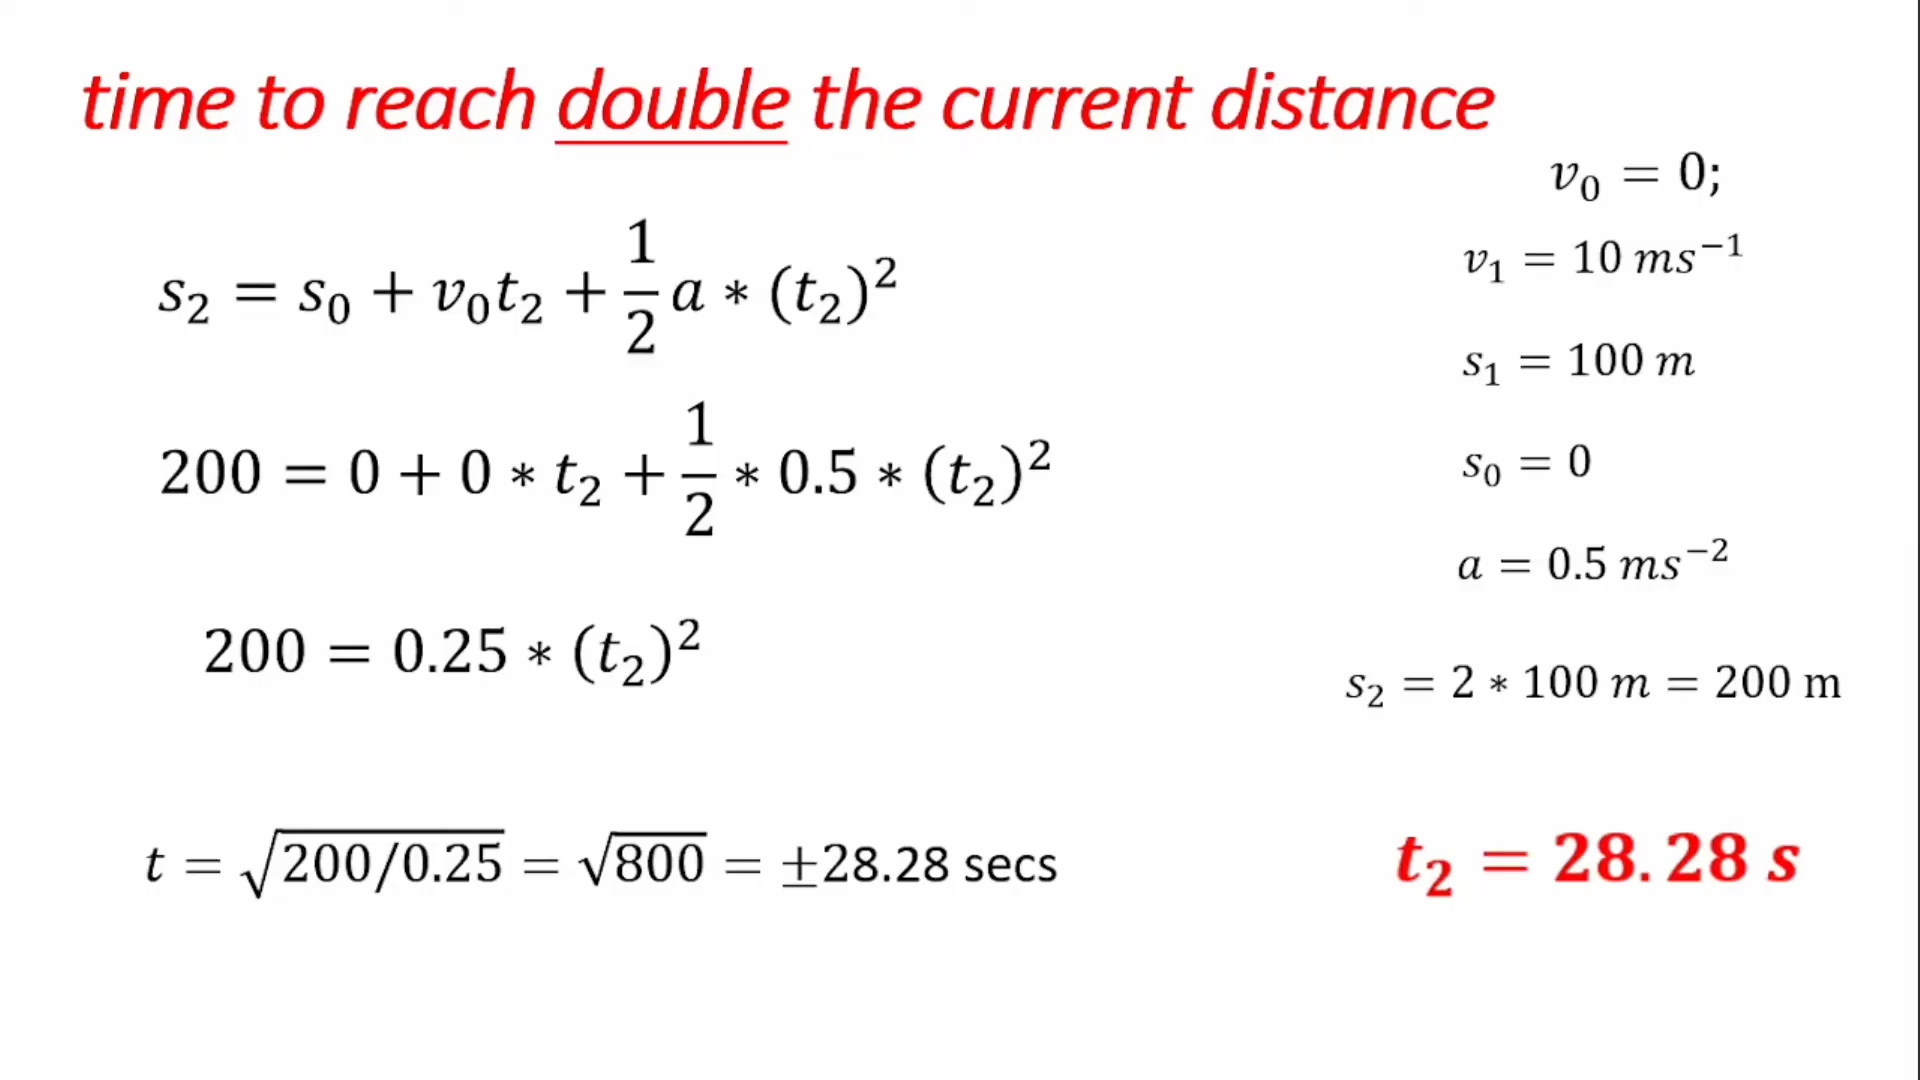 time to reach double the current distance
v₀ = 0;
v₁ = 10 ms⁻¹
s₂ = s₀ + v₀t₂ + 1/2 a * (t₂)²
s₁ = 100 m
200 = 0 + 0 * t₂ + 1/2 * 0.5 * (t₂)²
s₀ = 0
a = 0.5 ms⁻²
200 = 0.25 * (t₂)²
s₂ = 2 * 100 m = 200 m
t = √200/0.25 = √800 = ±28.28 secs
t₂ = 28.28 s